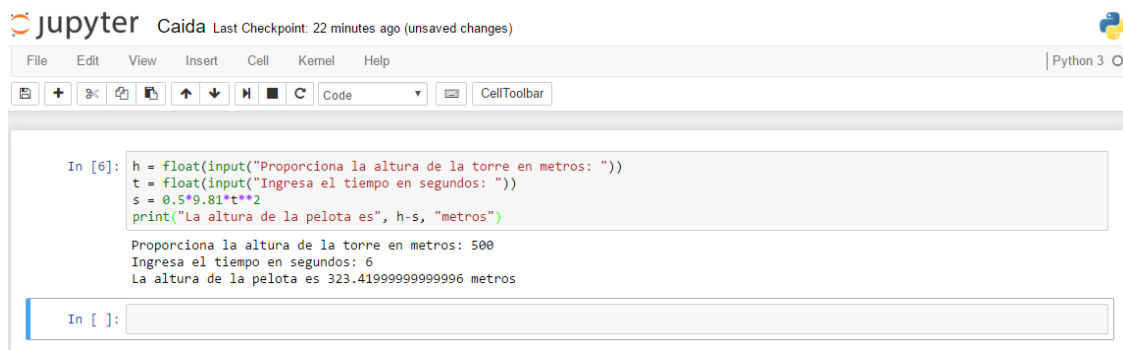 jupyter Caida Last Checkpoint: 22 minutes ago (unsaved changes)
File Edit View Insert Cell Kernel Help Python 3
Code CellToolbar
In [6]: h = float(input("Proporciona la altura de la torre en metros: "))
t = float(input("Ingresa el tiempo en segundos: "))
s = 0.5*9.81*t**2
print("La altura de la pelota es", h-s, "metros")
Proporciona la altura de la torre en metros: 500
Ingresa el tiempo en segundos: 6
La altura de la pelota es 323.41999999999996 metros
In [ ]: